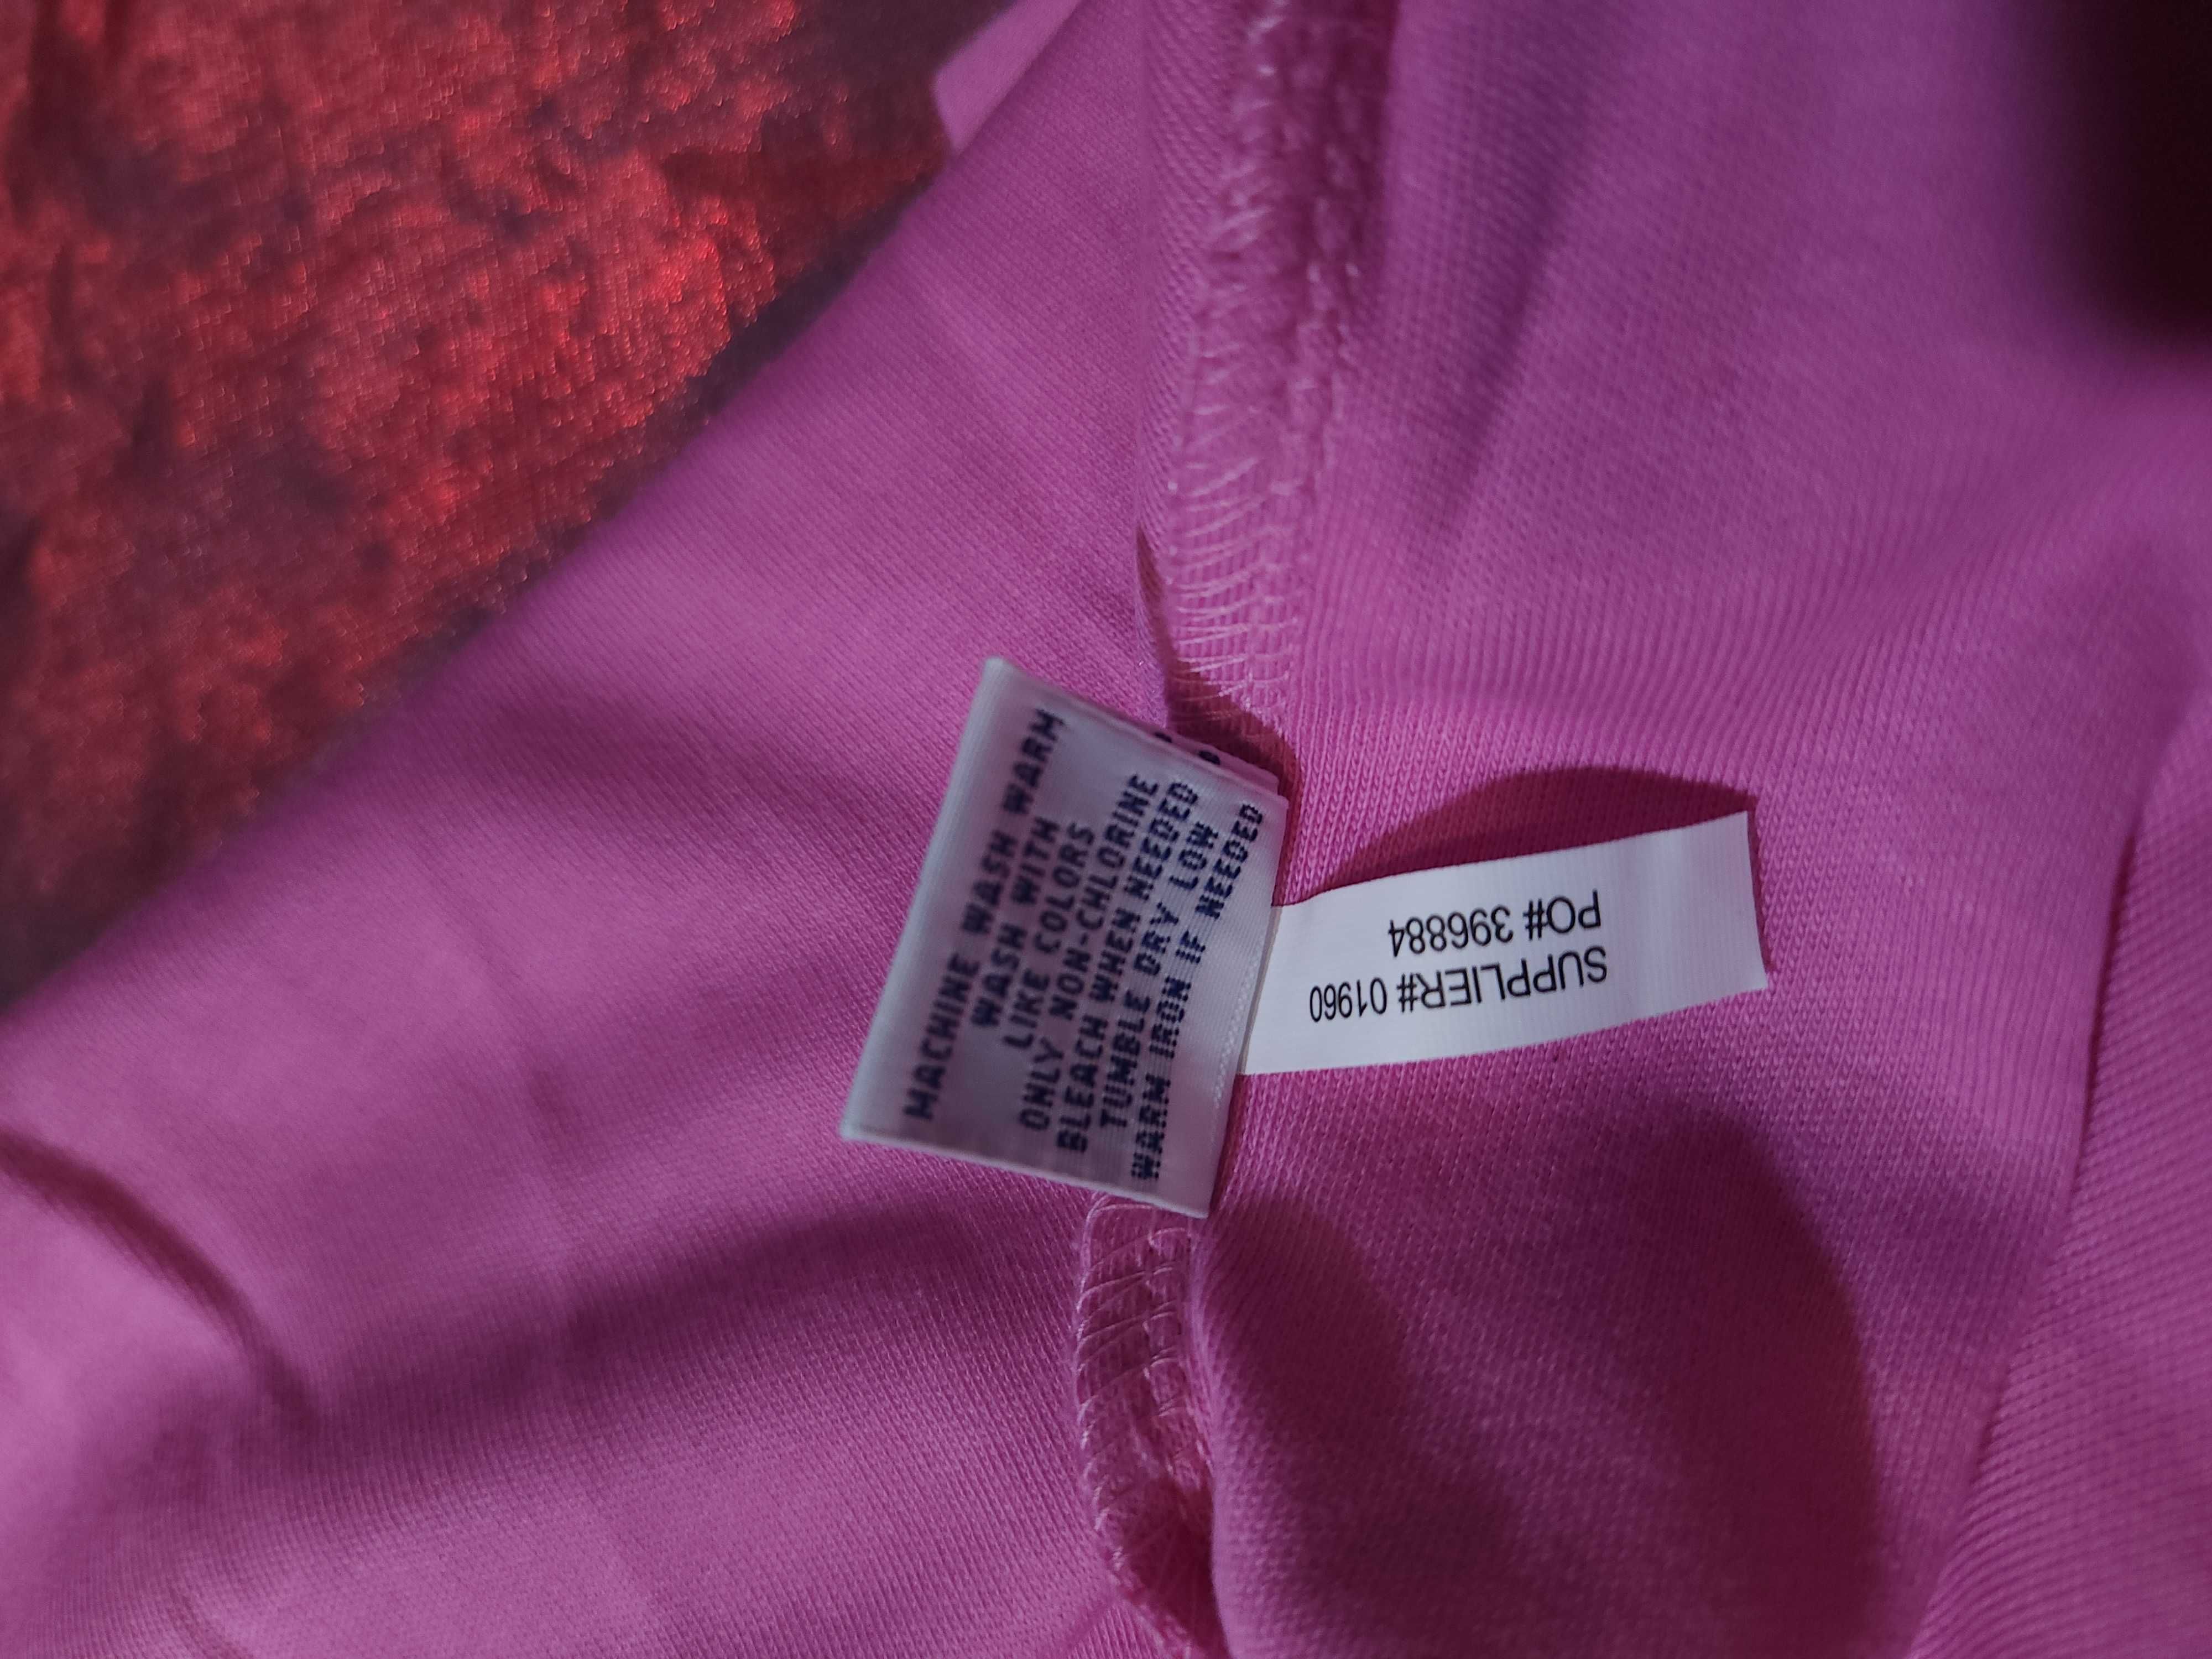 MACHINE WASH WARM
WASH WITH
LIKE COLORS
ONLY NON-CHLORINE
BLEACH WHEN NEEDED
TUMBLE DRY LOW
WARM IRON IF NEEDED
SUPPLIER# 01960
PO# 396884